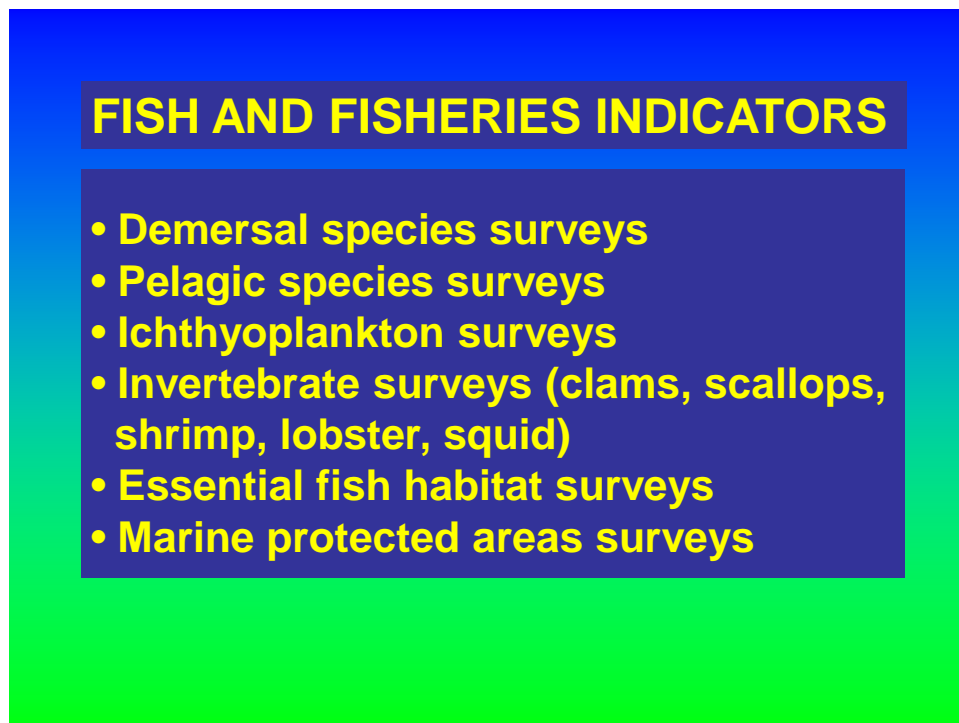 FISH AND FISHERIES INDICATORS
• Demersal species surveys
• Pelagic species surveys
• Ichthyoplankton surveys
• Invertebrate surveys (clams, scallops,
shrimp, lobster, squid)
• Essential fish habitat surveys
• Marine protected areas surveys